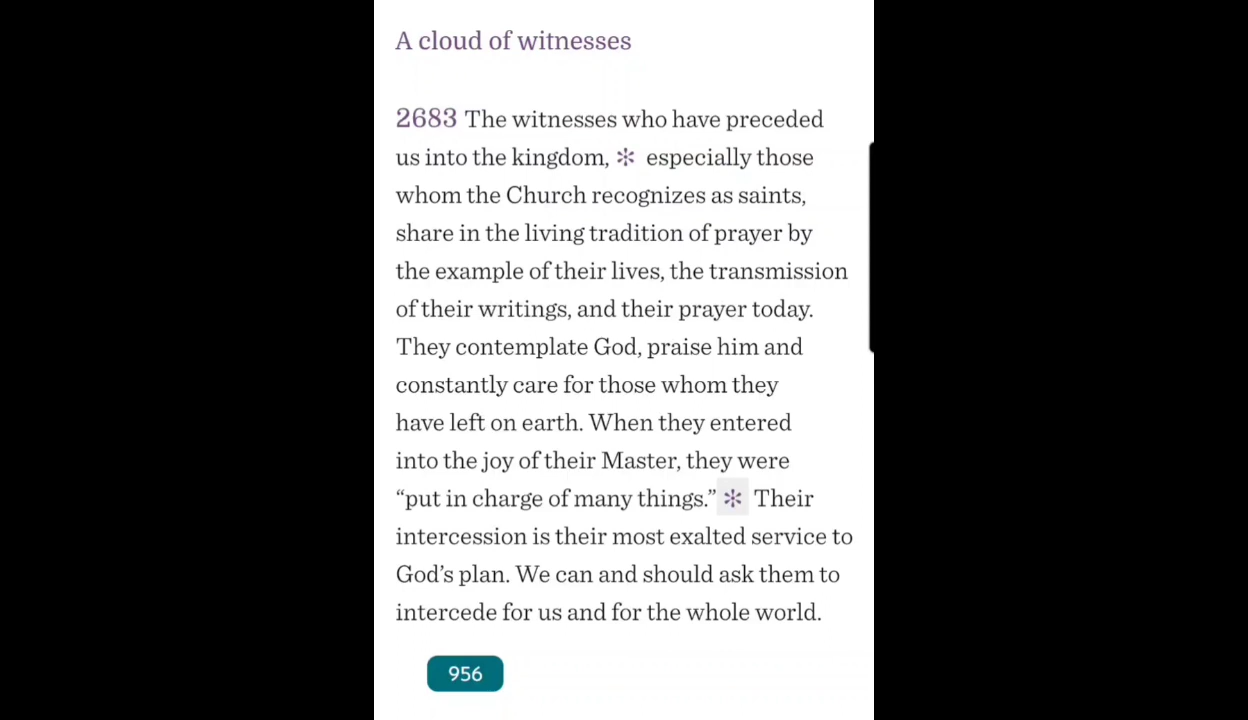 A cloud of witnesses
2683 The witnesses who have preceded
us into the kingdom, * especially those
whom the Church recognizes as saints,
share in the living tradition of prayer by
the example of their lives, the transmission
of their writings, and their prayer today.
They contemplate God, praise him and
constantly care for those whom they
have left on earth. When they entered
into the joy of their Master, they were
“put in charge of many things.” * Their
intercession is their most exalted service to
God’s plan. We can and should ask them to
intercede for us and for the whole world.
956